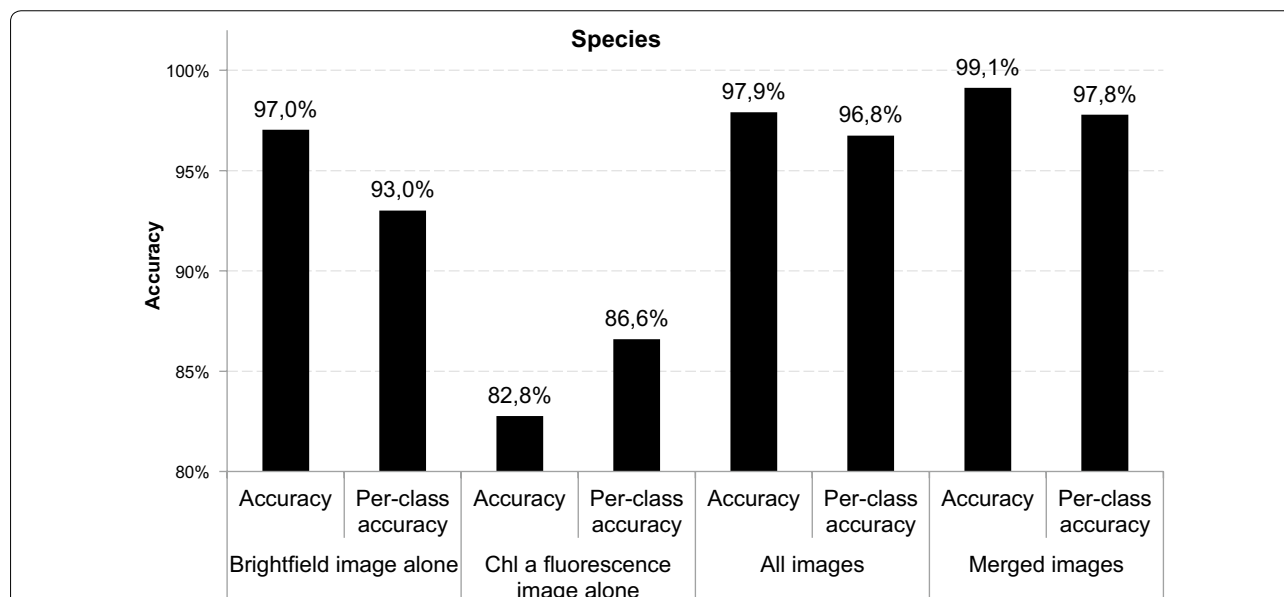 Species
100%
95%
90%
85%
80%
Accuracy
97,0%
93,0%
82,8%
86,6%
97,9%
96,8%
99,1%
97,8%
Accuracy
Per-class
accuracy
Accuracy
Per-class
accuracy
Accuracy
Per-class
accuracy
Accuracy
Per-class
accuracy
Brightfield image alone
Chl a fluorescence
image alone
All images
Merged images